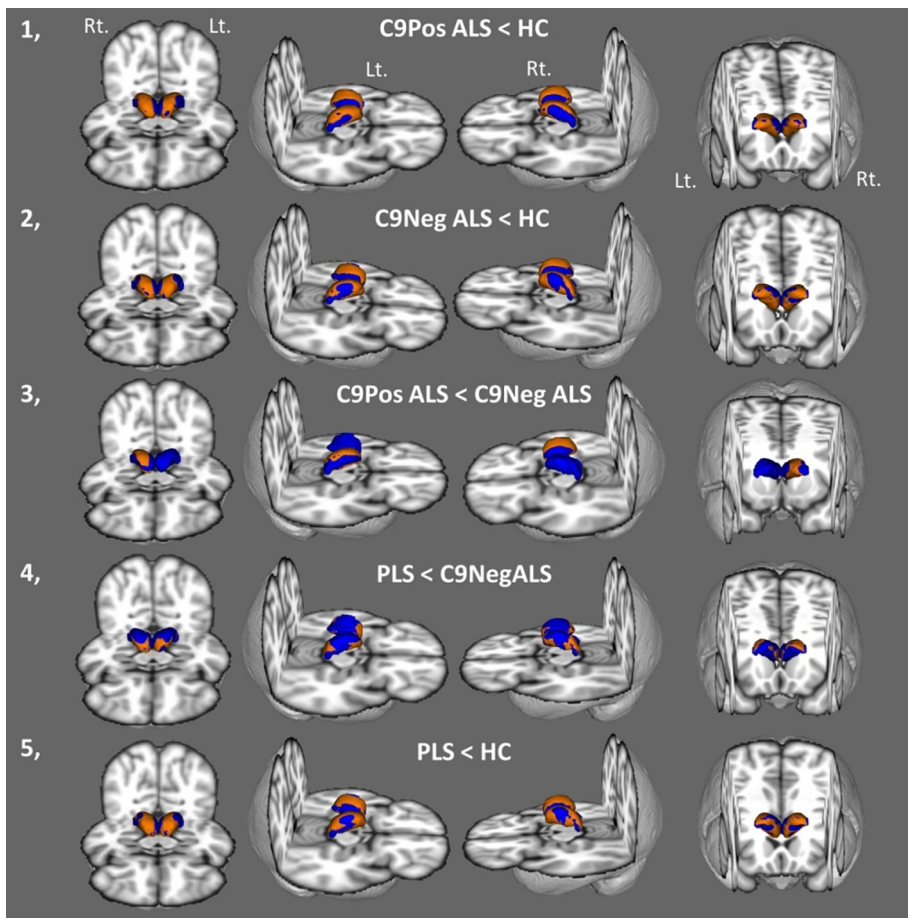 1,
C9Pos ALS < HC
Rt.
Lt.
Lt.
Rt.
Lt.
Rt.
2,
C9Neg ALS < HC
3,
C9Pos ALS < C9Neg ALS
4,
PLS < C9NegALS
5,
PLS < HC